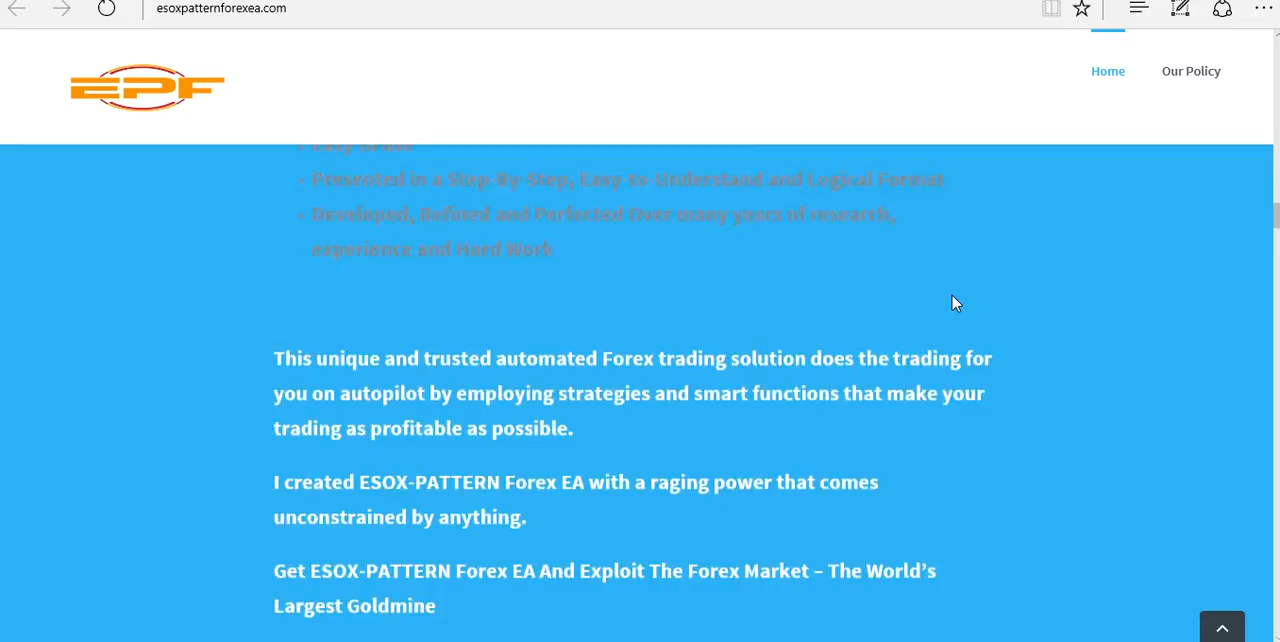 esoxpatternforexea.com
EPF
Home
Our Policy
Presented in a Step-By-Step, Easy-to-Understand and Logical Format
Developed, Refined and Perfected Over many years of research,
experience and Hard Work
This unique and trusted automated Forex trading solution does the trading for
you on autopilot by employing strategies and smart functions that make your
trading as profitable as possible.
I created ESOX-PATTERN Forex EA with a raging power that comes
unconstrained by anything.
Get ESOX-PATTERN Forex EA And Exploit The Forex Market – The World’s
Largest Goldmine